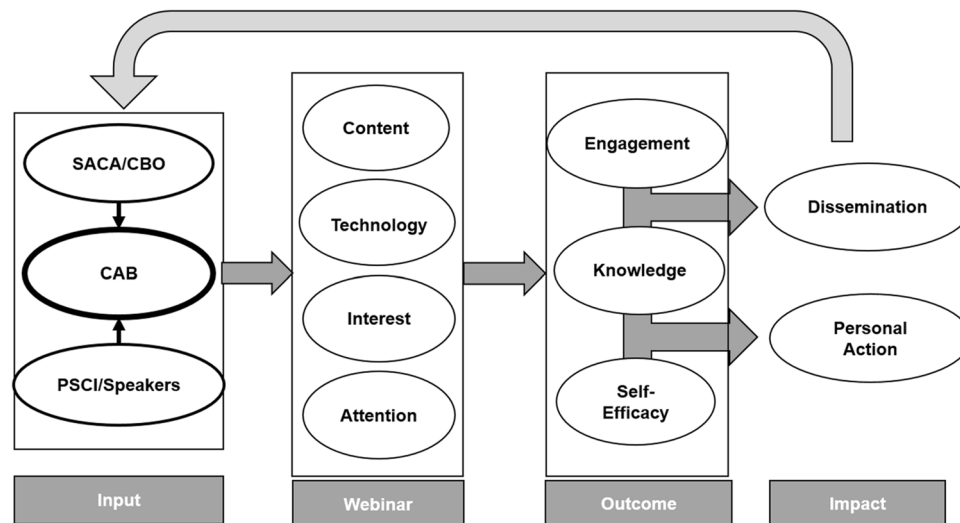 SACA/CBO
CAB
PSCI/Speakers
Input
Content
Technology
Interest
Attention
Webinar
Engagement
Knowledge
Self-
Efficacy
Outcome
Dissemination
Personal
Action
Impact